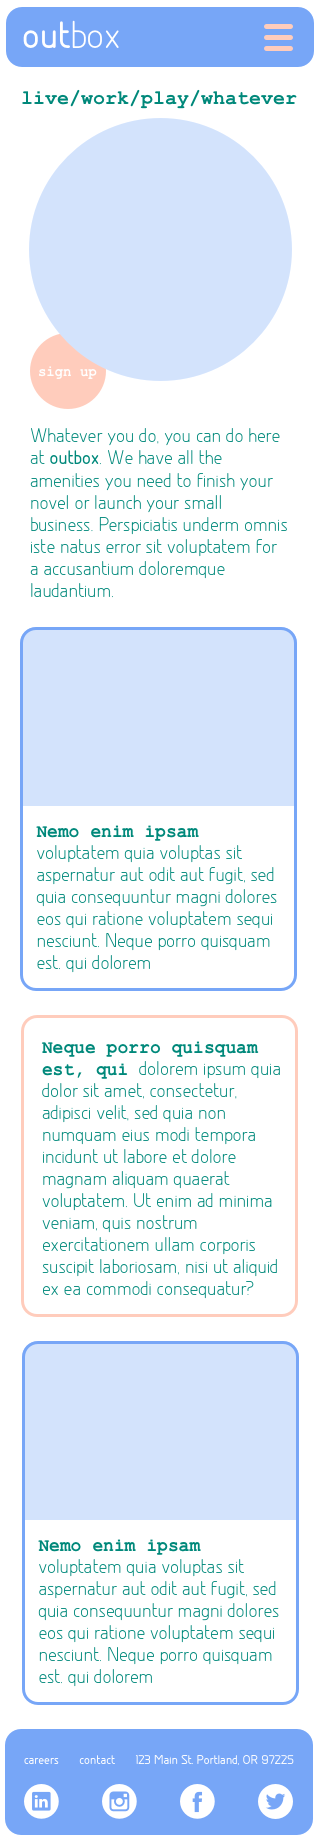 outbox
live/work/play/whatever
sign up
Whatever you do, you can do here
at outbox. We have all the
amenities you need to finish your
novel or launch your small
business. Perspiciatis underm omnis
iste natus error sit voluptatem for
a accusantium doloremque
laudantium.
Nemo enim ipsam
voluptatem quia voluptas sit
aspernatur aut odit aut fugit, sed
quia consequuntur magni dolores
eos qui ratione voluptatem sequi
nesciunt. Neque porro quisquam
est. qui dolorem
Neque porro quisquam
est, qui dolorem ipsum quia
dolor sit amet, consectetur,
adipisci velit, sed quia non
numquam eius modi tempora
incidunt ut labore et dolore
magnam aliquam quaerat
voluptatem. Ut enim ad minima
veniam, quis nostrum
exercitationem ullam corporis
suscipit laboriosam, nisi ut aliquid
ex ea commodi consequatur?
Nemo enim ipsam
voluptatem quia voluptas sit
aspernatur aut odit aut fugit, sed
quia consequuntur magni dolores
eos qui ratione voluptatem sequi
nesciunt. Neque porro quisquam
est. qui dolorem
careers contact 123 Main St. Portland, OR 97225